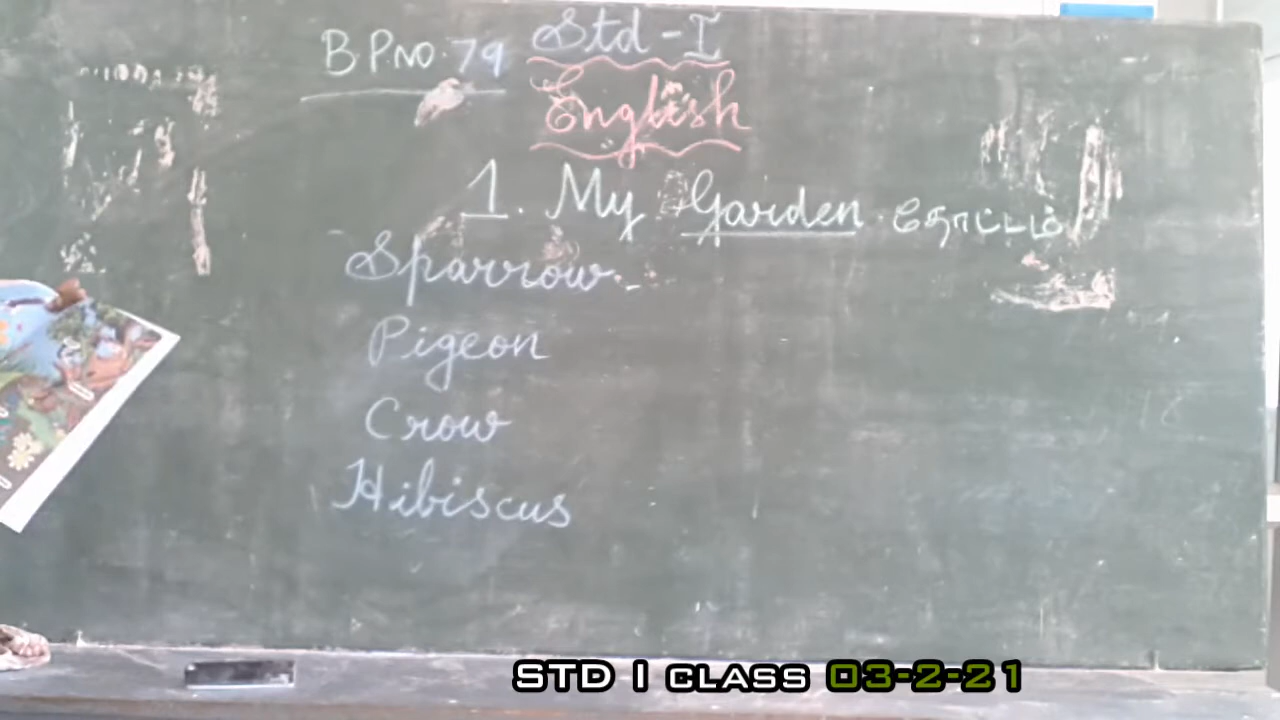 B.P.NO. 79 Std - I
English
1. My Garden. தோட்டம்
Sparrow.
Pigeon
Crow
Hibiscus
STD I CLASS 03-2-21